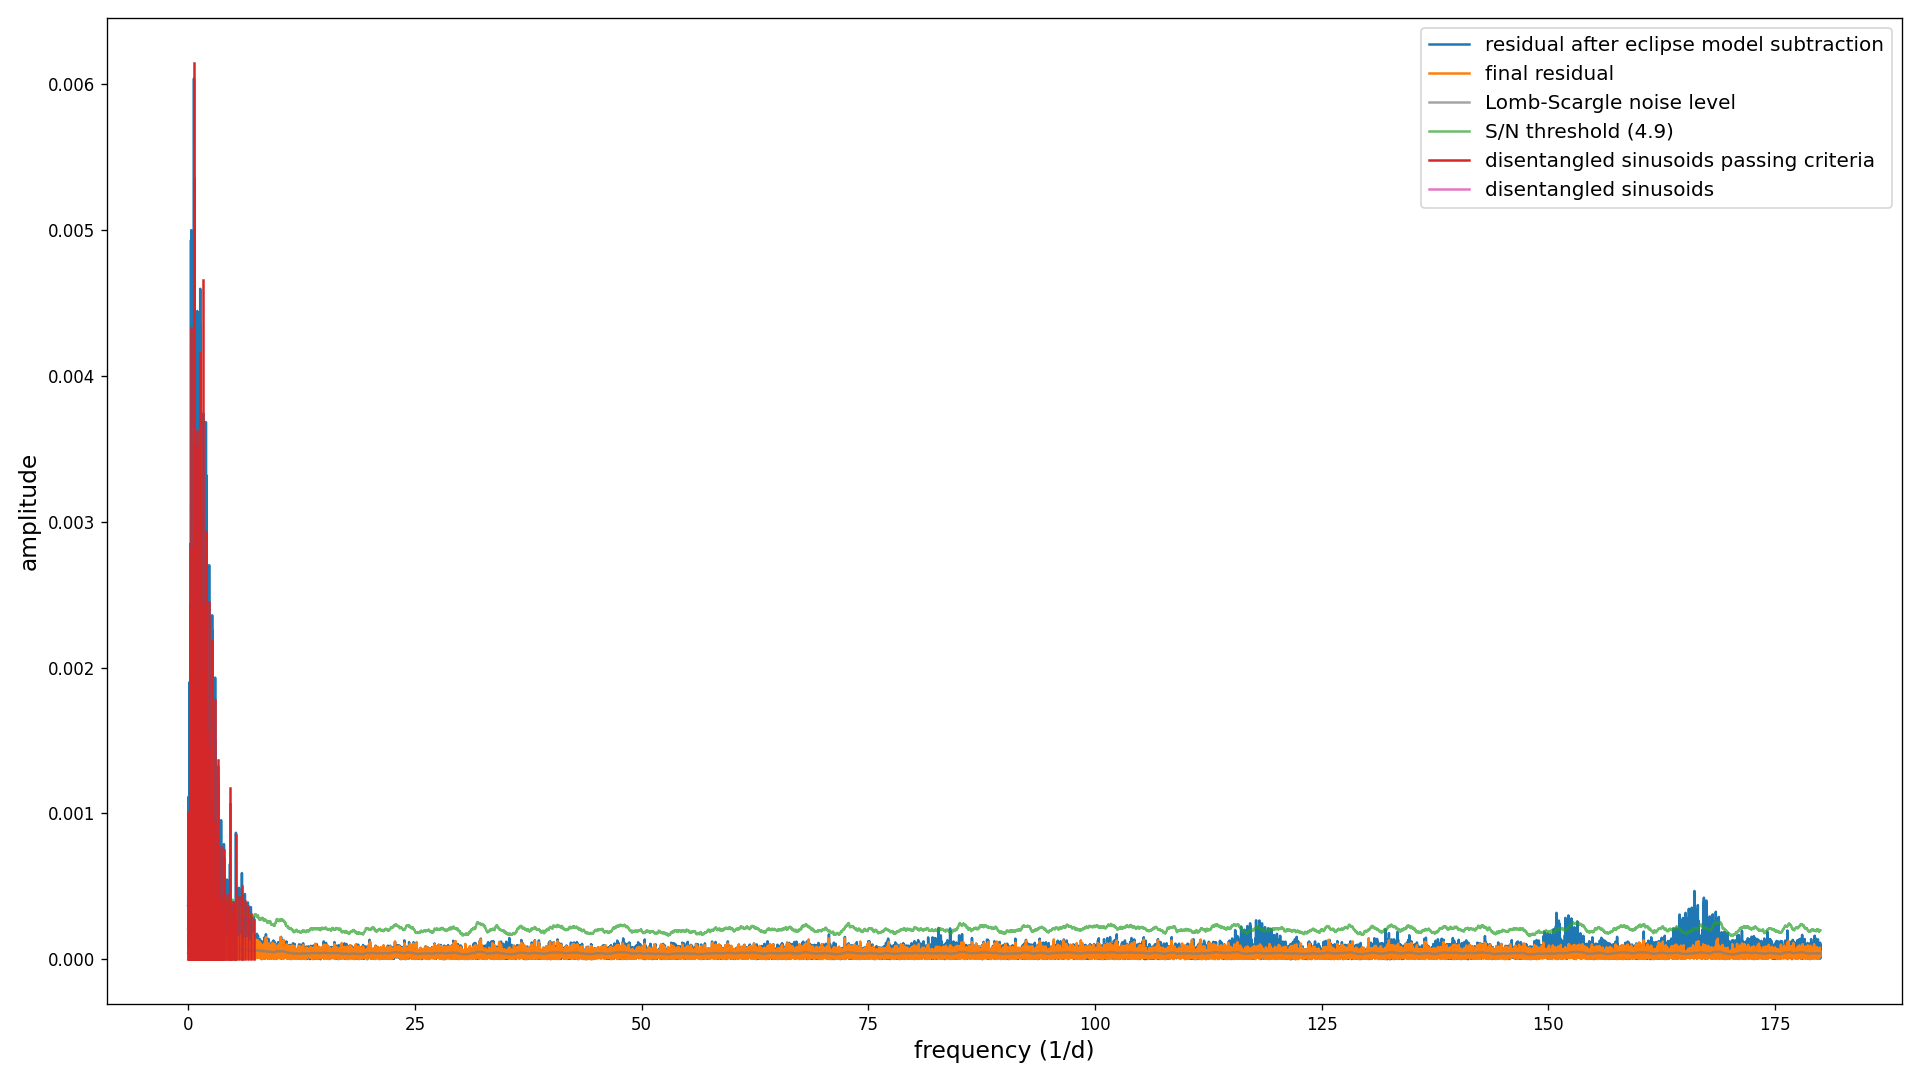 residual after eclipse model subtraction
final residual
Lomb-Scargle noise level
S/N threshold (4.9)
disentangled sinusoids passing criteria
disentangled sinusoids
amplitude
0.006
0.005
0.004
0.003
0.002
0.001
0.000
0 25 50 75 100 125 150 175
frequency (1/d)